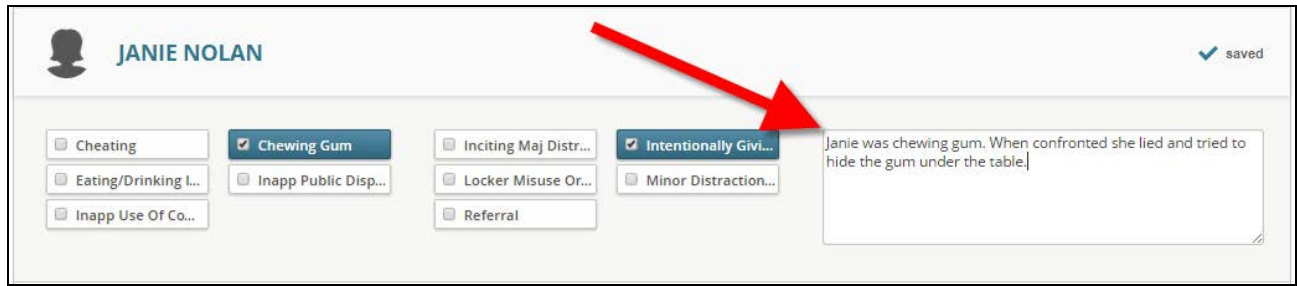 JANIE NOLAN
saved
Cheating
Chewing Gum
Inciting Maj Distr...
Intentionally Givi...
Eating/Drinking I...
Inapp Public Disp...
Locker Misuse Or...
Minor Distraction...
Inapp Use Of Co...
Referral
Janie was chewing gum. When confronted she lied and tried to
hide the gum under the table.